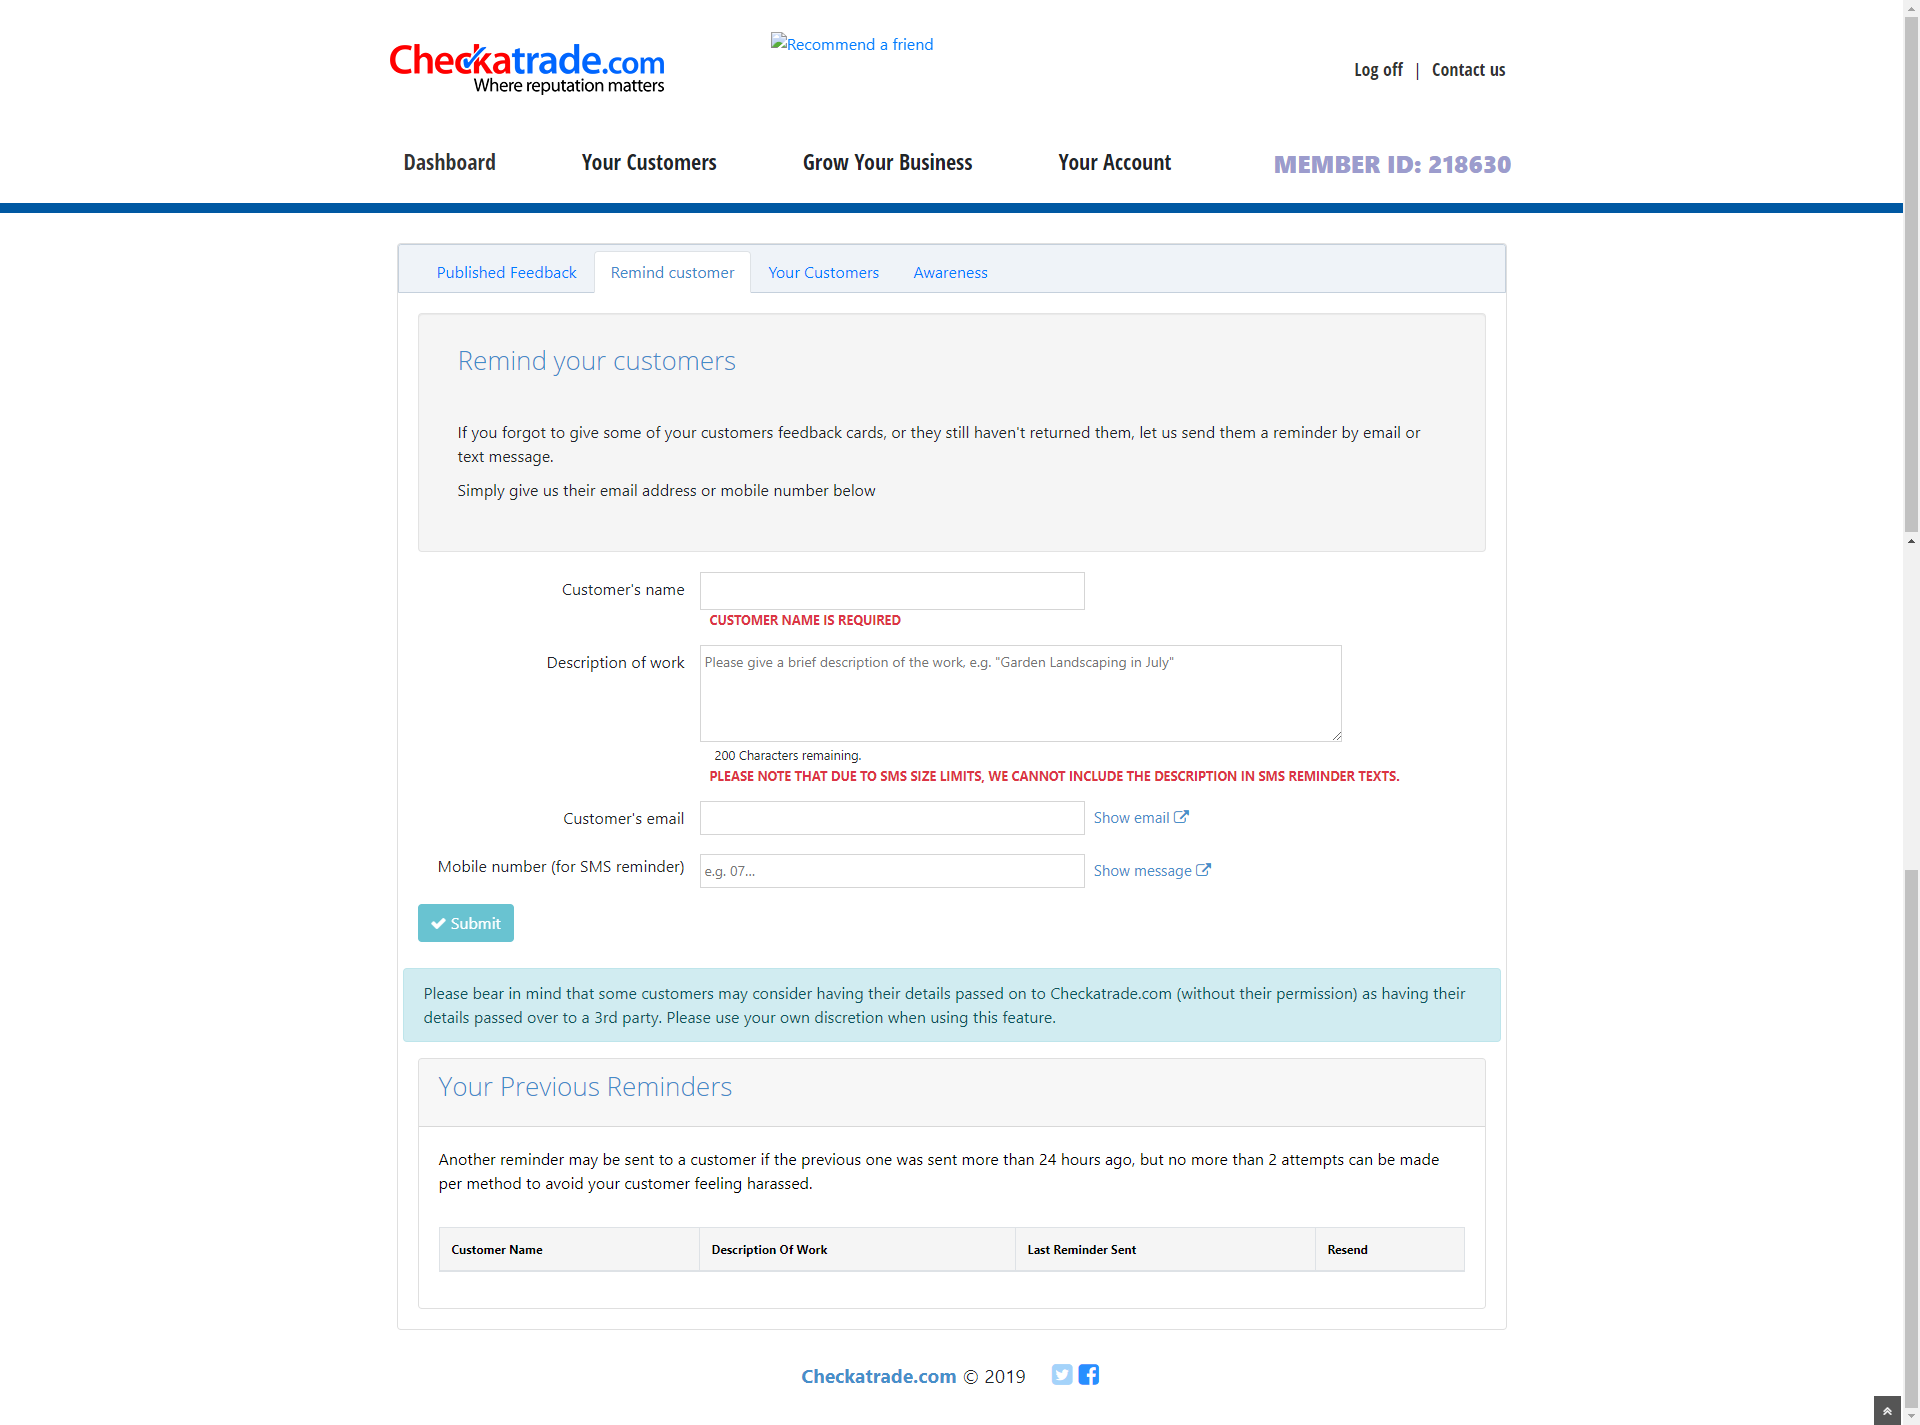 Checkatrade.com
Where reputation matters
Recommend a friend
Log off | Contact us
Dashboard
Your Customers
Grow Your Business
Your Account
MEMBER ID: 218630
Published Feedback
Remind customer
Your Customers
Awareness
Remind your customers
If you forgot to give some of your customers feedback cards, or they still haven't returned them, let us send them a reminder by email or
text message.
Simply give us their email address or mobile number below
Customer's name
CUSTOMER NAME IS REQUIRED
Description of work
Please give a brief description of the work, e.g. "Garden Landscaping in July"
200 Characters remaining.
PLEASE NOTE THAT DUE TO SMS SIZE LIMITS, WE CANNOT INCLUDE THE DESCRIPTION IN SMS REMINDER TEXTS.
Customer's email
Show email
Mobile number (for SMS reminder)
e.g. 07...
Show message
Submit
Please bear in mind that some customers may consider having their details passed on to Checkatrade.com (without their permission) as having their
details passed over to a 3rd party. Please use your own discretion when using this feature.
Your Previous Reminders
Another reminder may be sent to a customer if the previous one was sent more than 24 hours ago, but no more than 2 attempts can be made
per method to avoid your customer feeling harassed.
Customer Name
Description Of Work
Last Reminder Sent
Resend
Checkatrade.com © 2019